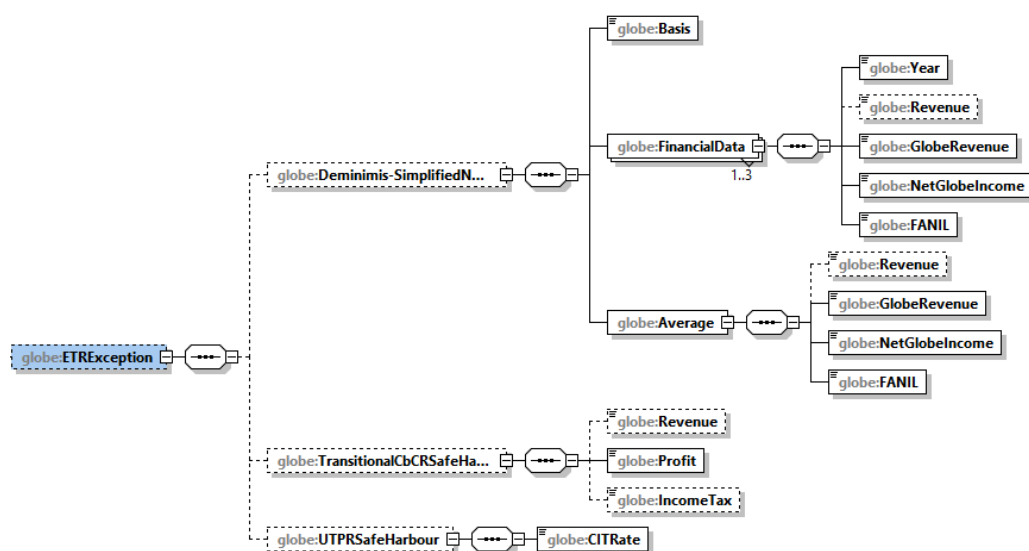 globe:Basis
globe:Year
globe:Revenue
globe:FinancialData
globe:GlobeRevenue
1..3
globe:Deminimis-SimplifiedN...
globe:NetGlobeIncome
globe:FANIL
globe:Revenue
globe:Average
globe:GlobeRevenue
globe:NetGlobeIncome
globe:ETRException
globe:FANIL
globe:Revenue
globe:TransitionalCbCRSafeHa...
globe:Profit
globe:IncomeTax
globe:UTPRSafeHarbour
globe:CITRate